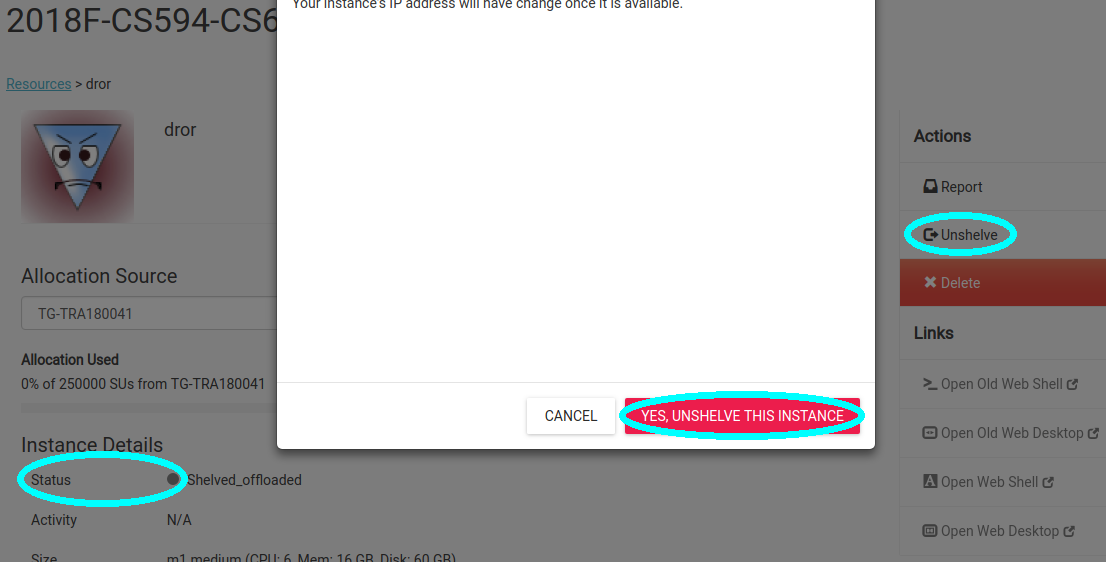 Your instance's IP address will have change once it is available.
2018F-CS594-CS6
Resources > dror
dror
Allocation Source
TG-TRA180041
Allocation Used
0% of 250000 SUs from TG-TRA180041
Instance Details
Status Shelved_offloaded
Activity N/A
Size m1.medium (CPU: 6, Mem: 16 GB, Disk: 60 GB)
CANCEL
YES, UNSHELVE THIS INSTANCE
Actions
Report
Unshelve
Delete
Links
Open Old Web Shell
Open Old Web Desktop
Open Web Shell
Open Web Desktop